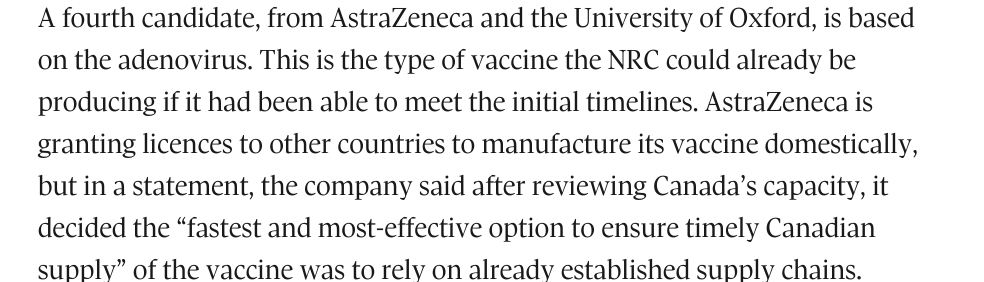 A fourth candidate, from AstraZeneca and the University of Oxford, is based
on the adenovirus. This is the type of vaccine the NRC could already be
producing if it had been able to meet the initial timelines. AstraZeneca is
granting licences to other countries to manufacture its vaccine domestically,
but in a statement, the company said after reviewing Canada’s capacity, it
decided the “fastest and most-effective option to ensure timely Canadian
supply” of the vaccine was to rely on already established supply chains.